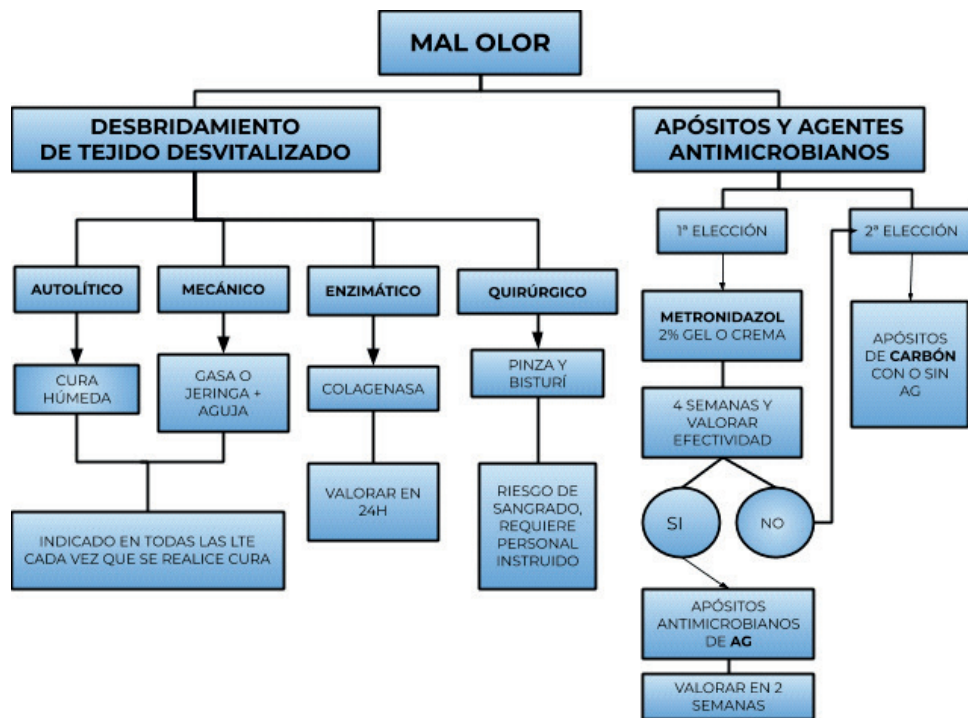 MAL OLOR
DESBRIDAMIENTO
DE TEJIDO DESVITALIZADO
AUTOLÍTICO
MECÁNICO
ENZIMÁTICO
QUIRÚRGICO
CURA
HÚMEDA
GASA O
JERINGA +
AGUJA
COLAGENASA
PINZA Y
BISTURÍ
INDICADO EN TODAS LAS LTE
CADA VEZ QUE SE REALICE CURA
VALORAR EN
24H
RIESGO DE
SANGRADO,
REQUIERE
PERSONAL
INSTRUIDO
APÓSITOS Y AGENTES
ANTIMICROBIANOS
1ª ELECCIÓN
2ª ELECCIÓN
METRONIDAZOL
2% GEL O CREMA
4 SEMANAS Y
VALORAR
EFECTIVIDAD
SI
NO
APÓSITOS
ANTIMICROBIANOS
DE AG
VALORAR EN 2
SEMANAS
APÓSITOS
DE CARBÓN
CON O SIN
AG